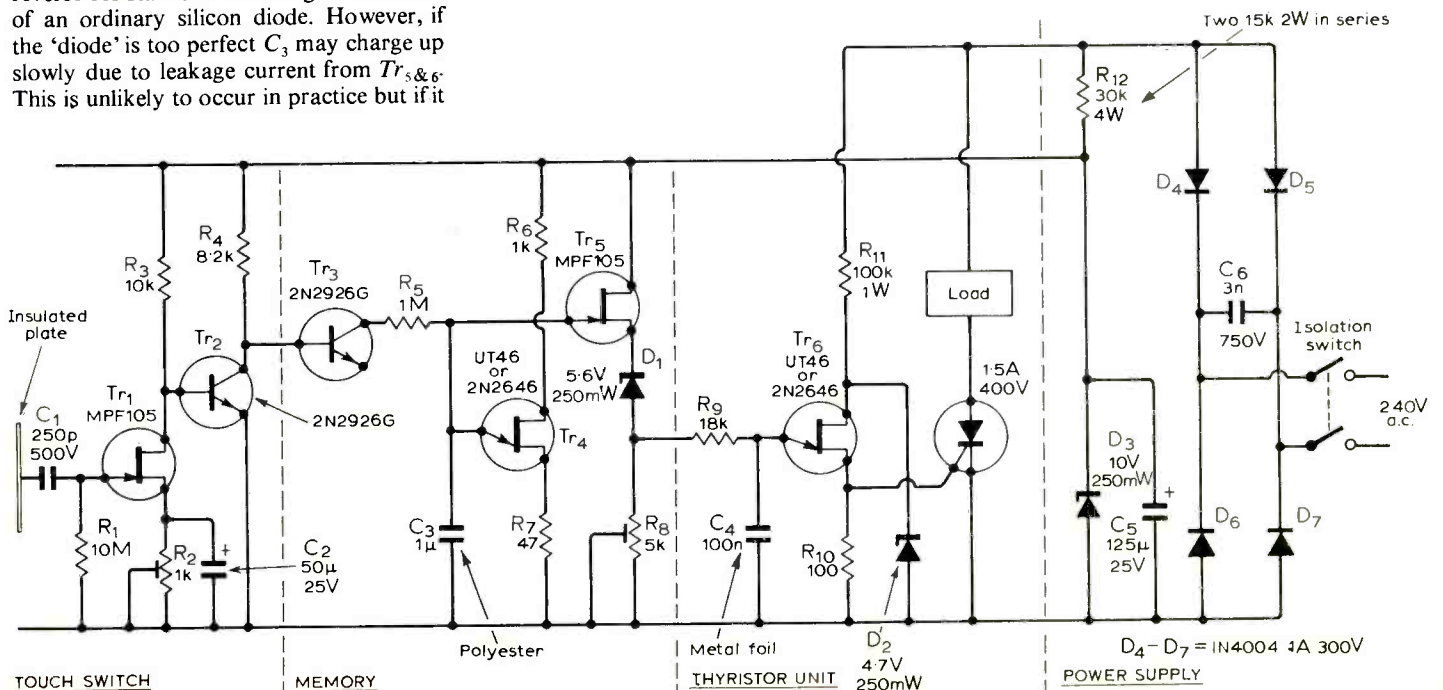 of an ordinary silicon diode. However, if
the 'diode' is too perfect C3 may charge up
slowly due to leakage current from Tr5&6.
This is unlikely to occur in practice but if it
Two 15k 2W in series
R12
30k
4W
D4
D5
C6
3n
750V
Isolation
switch
240V
a.c.
Insulated
plate
C1
250p
500V
R3
10k
R4
8·2k
Tr1
MPF105
Tr2
2N2926G
R1
10M
R2
1k
C2
50µ
25V
+
Tr3
2N2926G
R5
1M
R6
1k
Tr5
MPF105
UT46
or
2N2646
Tr4
D1
5·6V
250mW
C3
1µ
R7
47
R8
5k
Polyester
R9
18k
C4
100n
Metal foil
Tr6
UT46
or
2N2646
R11
100k
1W
Load
1·5A
400V
R10
100
D2
4·7V
250mW
D3
10V
250mW
+
C5
125µ
25V
D6
D7
D4–D7 = IN4004 1A 300V
TOUCH SWITCH
MEMORY
THYRISTOR UNIT
POWER SUPPLY